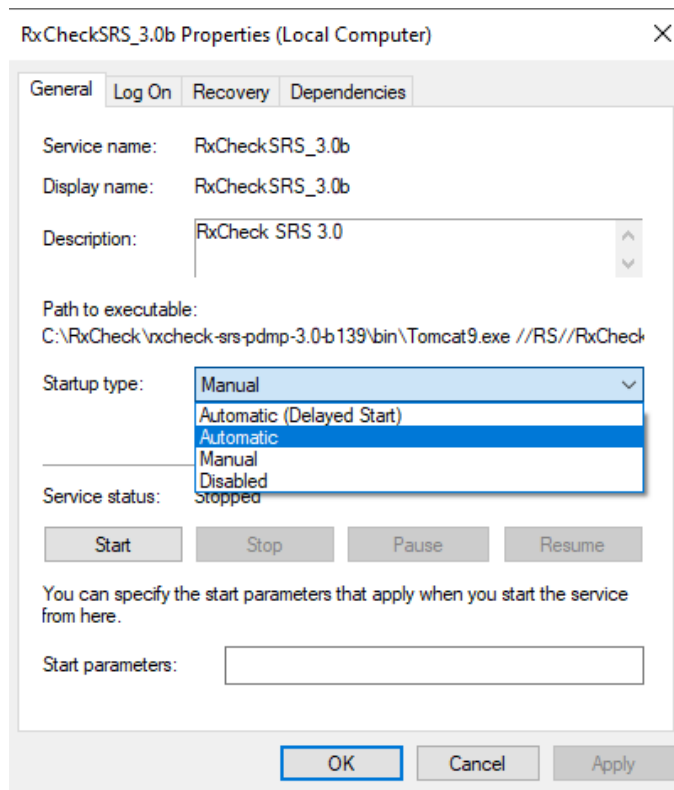 RxCheckSRS_3.0b Properties (Local Computer)
General Log On Recovery Dependencies
Service name: RxCheckSRS_3.0b
Display name: RxCheckSRS_3.0b
Description: RxCheck SRS 3.0
Path to executable:
C:\RxCheck\rxcheck-srs-pdmp-3.0-b139\bin\Tomcat9.exe //RS//RxCheck
Startup type: Manual
Automatic (Delayed Start)
Automatic
Manual
Disabled
Service status: Stopped
Start Stop Pause Resume
You can specify the start parameters that apply when you start the service
from here.
Start parameters:
OK Cancel Apply